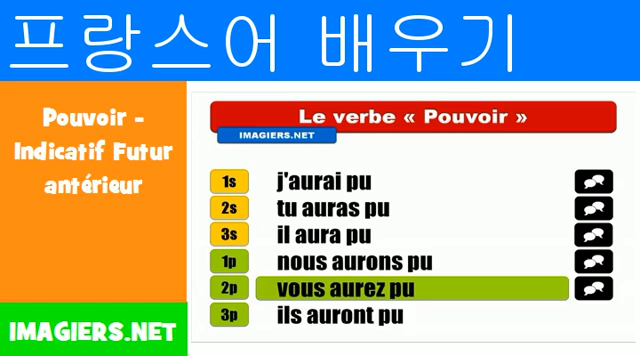 프랑스어 배우기
Pouvoir -
Indicatif Futur
antérieur
IMAGIERS.NET
Le verbe « Pouvoir »
IMAGIERS.NET
1s j'aurai pu
2s tu auras pu
3s il aura pu
1p nous aurons pu
2p vous aurez pu
3p ils auront pu